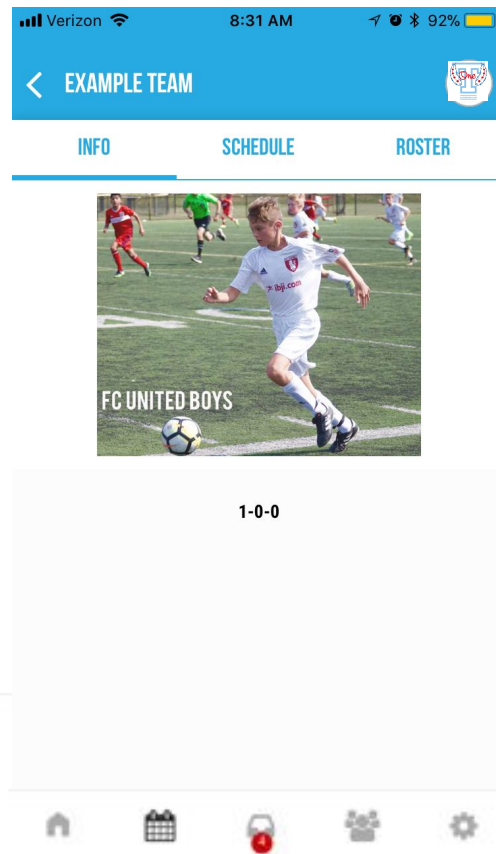 Verizon 8:31 AM 92%
EXAMPLE TEAM
One
INFO SCHEDULE ROSTER
ibji.com
FC UNITED BOYS
1-0-0
4